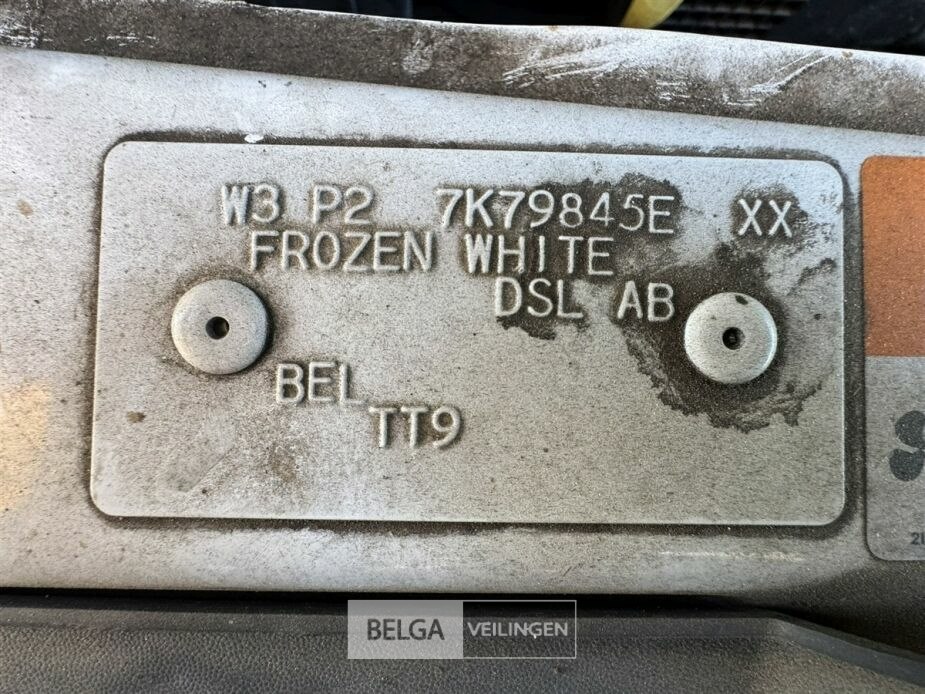 W3 P2 7K79845E XX
FROZEN WHITE
DSL AB
BEL
TT9
BELGA VEILINGEN